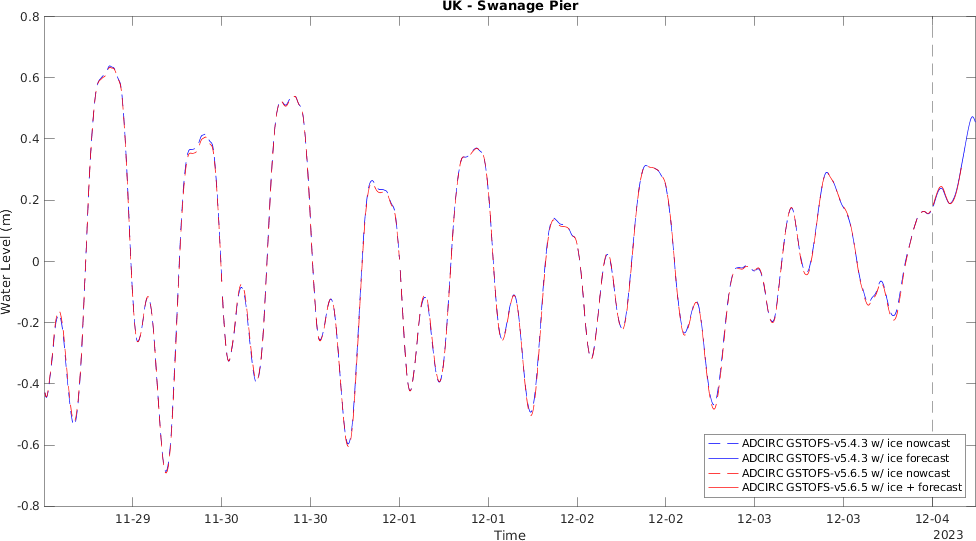 UK - Swanage Pier
0.8
0.6
0.4
0.2
0
-0.2
-0.4
-0.6
-0.8
Water Level (m)
11-29
11-30
11-30
12-01
12-01
12-02
12-02
12-03
12-03
12-04
2023
Time
ADCIRC GSTOFS-v5.4.3 w/ ice nowcast
ADCIRC GSTOFS-v5.4.3 w/ ice forecast
ADCIRC GSTOFS-v5.6.5 w/ ice nowcast
ADCIRC GSTOFS-v5.6.5 w/ ice + forecast